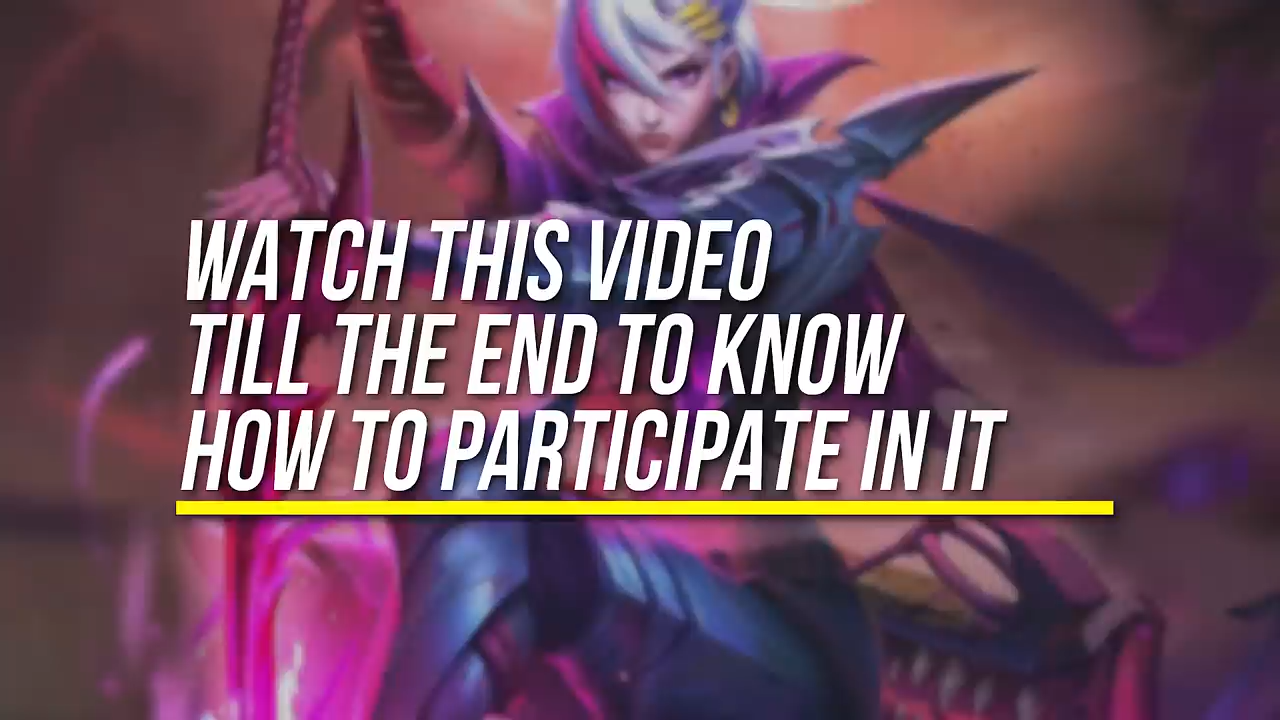 WATCH THIS VIDEO
TILL THE END TO KNOW
HOW TO PARTICIPATE IN IT